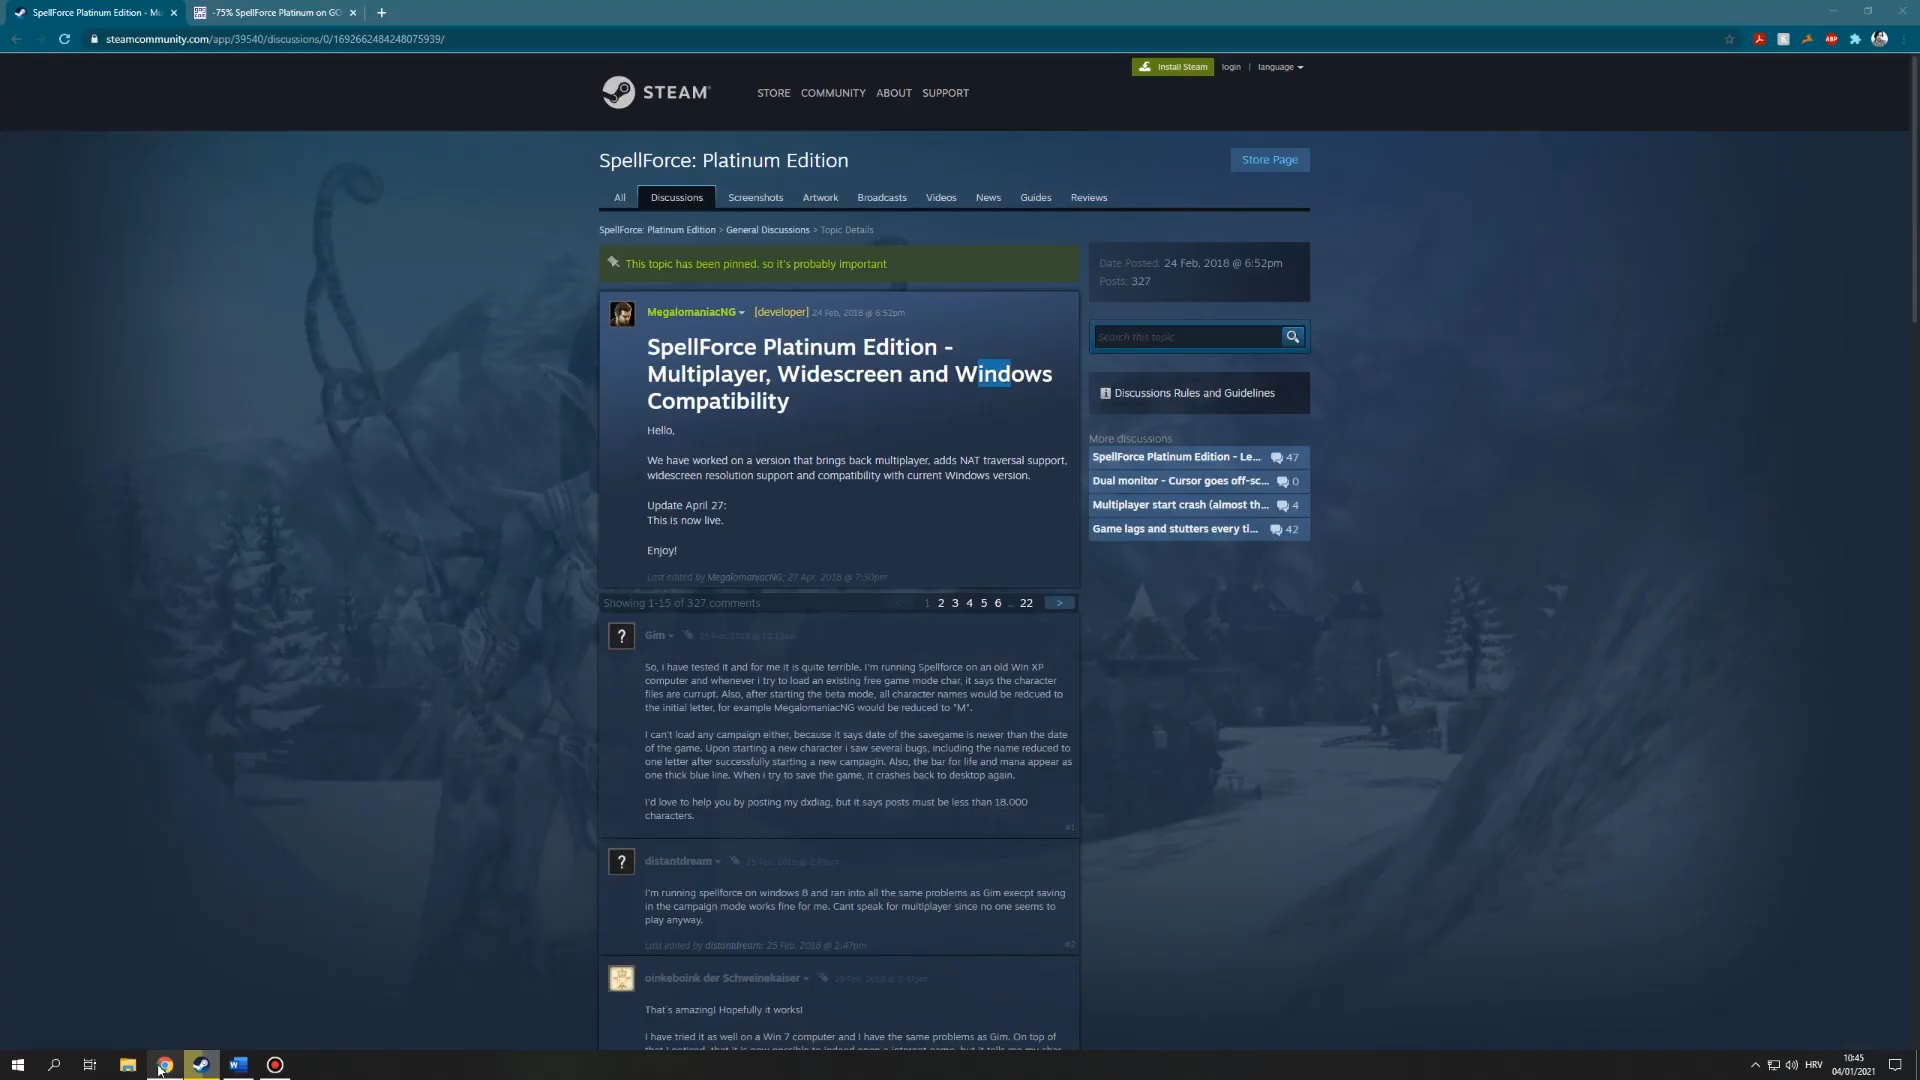 SpellForce Platinum Edition - Mu
-75% SpellForce Platinum on GO
steamcommunity.com/app/39540/discussions/0/1692662484248075939/
ABP
Install Steam login | language
STEAM
STORE COMMUNITY ABOUT SUPPORT
SpellForce: Platinum Edition
Store Page
All Discussions Screenshots Artwork Broadcasts Videos News Guides Reviews
SpellForce: Platinum Edition > General Discussions > Topic Details
This topic has been pinned, so it's probably important
Date Posted: 24 Feb, 2018 @ 6:52pm
Posts: 327
MegalomaniacNG [developer] 24 Feb, 2018 @ 6:52pm
SpellForce Platinum Edition -
Multiplayer, Widescreen and Windows
Compatibility
Search this topic
Discussions Rules and Guidelines
Hello,
We have worked on a version that brings back multiplayer, adds NAT traversal support,
widescreen resolution support and compatibility with current Windows version.
Update April 27:
This is now live.
Enjoy!
Last edited by MegalomaniacNG; 27 Apr, 2018 @ 7:30pm
More discussions
SpellForce Platinum Edition - Le... 47
Dual monitor - Cursor goes off-sc... 0
Multiplayer start crash (almost th... 4
Game lags and stutters every ti... 42
Showing 1-15 of 327 comments < 1 2 3 4 5 6 ... 22 >
Gim 25 Feb, 2018 @
So, i have tested it and for me it is quite terrible. I'm running Spellforce on an old Win XP
computer and whenever i try to load an existing free game mode char, it says the character
files are currupt. Also, after starting the beta mode, all character names would be redcued to
the initial letter, for example MegalomaniacNG would be reduced to "M".
I can't load any campaign either, because it says date of the savegame is newer than the date
of the game. Upon starting a new character i saw several bugs, including the name reduced to
one letter after successfully starting a new campagin. Also, the bar for life and mana appear as
one thick blue line. When i try to save the game, it crashes back to desktop again.
I'd love to help you by posting my dxdiag, but it says posts must be less than 18.000
characters.
#1
distantdream 25 Feb, 2018 @ 2:45pm
I'm running spellforce on windows 8 and ran into all the same problems as Gim execpt saving
in the campaign mode works fine for me. Cant speak for multiplayer since no one seems to
play anyway.
Last edited by distantdream; 25 Feb, 2018 @ 2:47pm
#2
oinkeboink der Schweinekaiser 25 Feb, 2018 @ 2:47pm
That's amazing! Hopefully it works!
I have tried it as well on a Win 7 computer and I have the same problems as Gim. On top of
HRV
10:45
04/01/2021